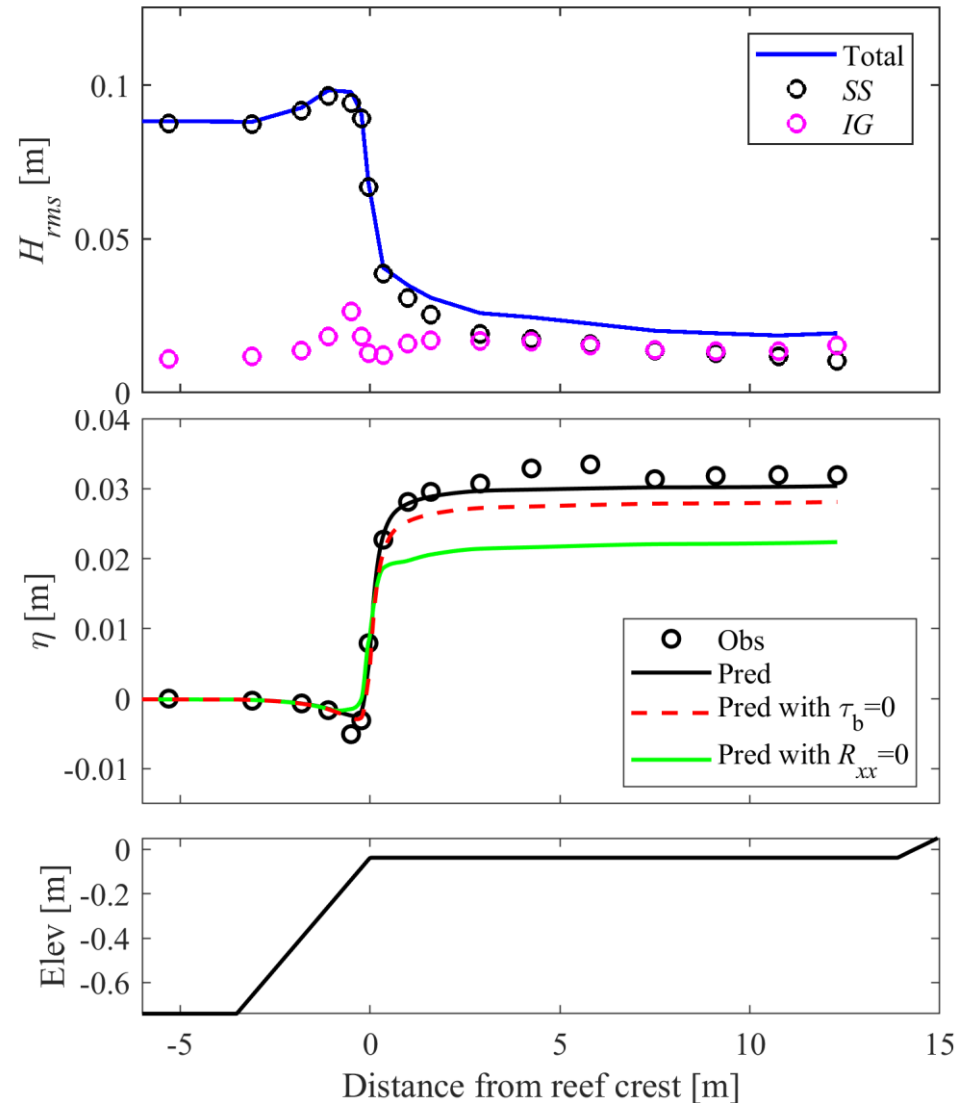 0.1
0.05
0
H_rms [m]
Total
SS
IG
0.04
0.03
0.02
0.01
0
-0.01
η [m]
Obs
Pred
Pred with τ_b=0
Pred with R_xx=0
0
-0.2
-0.4
-0.6
Elev [m]
-5 0 5 10 15
Distance from reef crest [m]